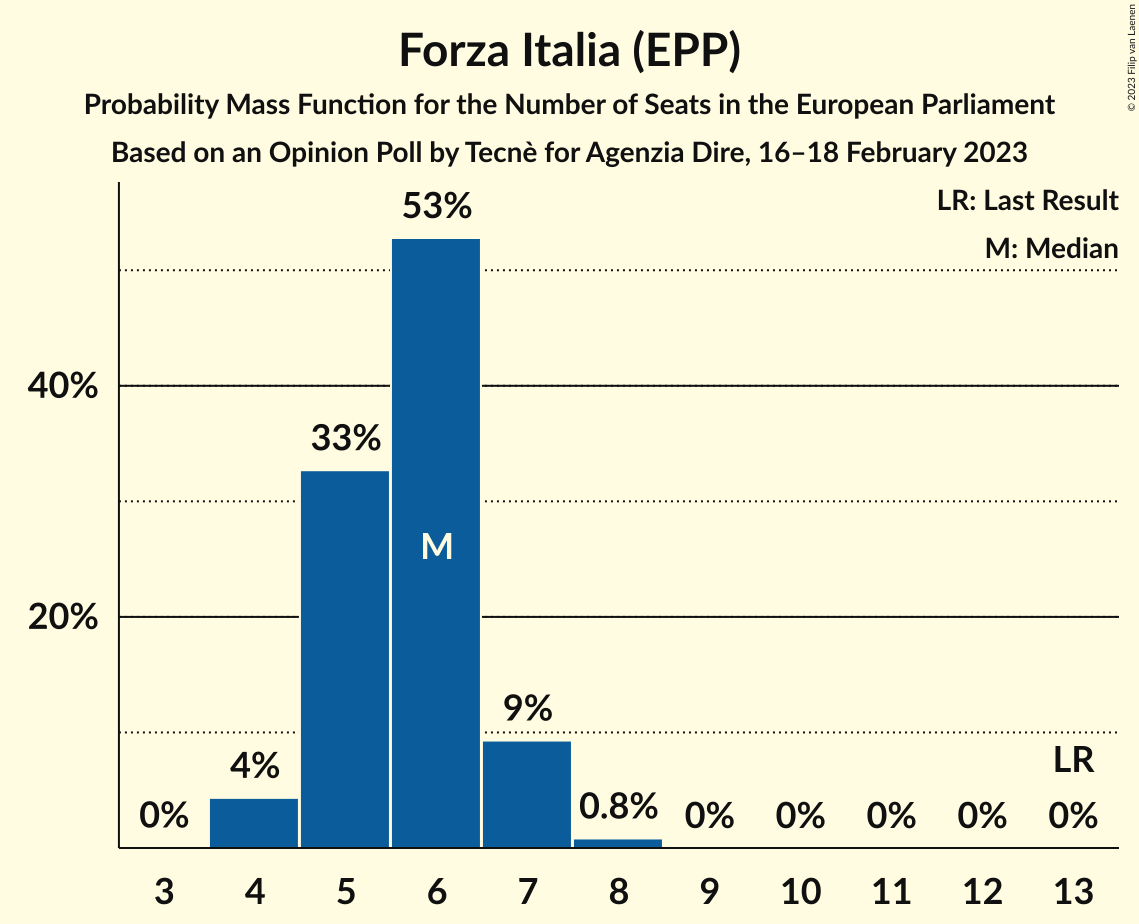 Forza Italia (EPP)
Probability Mass Function for the Number of Seats in the European Parliament
Based on an Opinion Poll by Tecnè for Agenzia Dire, 16–18 February 2023
© 2023 Filip van Laenen
LR: Last Result
M: Median
53%
40%
33%
M
20%
9%
4%
LR
0%
0.8%
0%
0%
0%
0%
0%
3 4 5 6 7 8 9 10 11 12 13